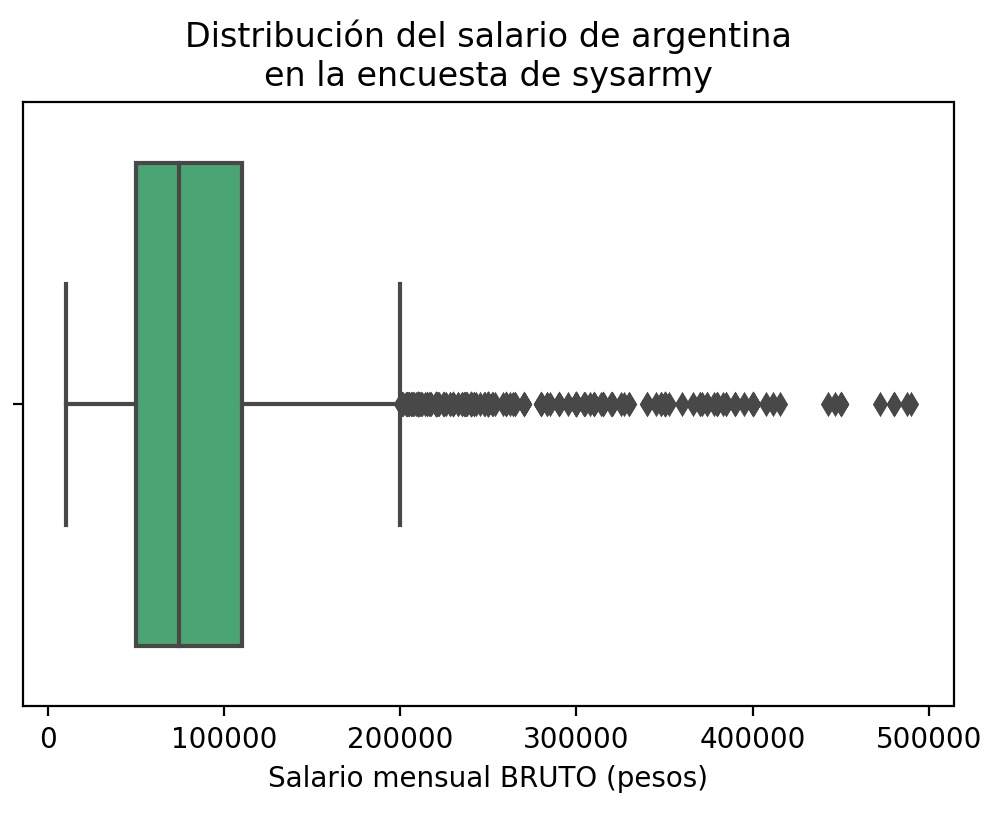 Distribución del salario de argentina
en la encuesta de sysarmy
0 100000 200000 300000 400000 500000
Salario mensual BRUTO (pesos)